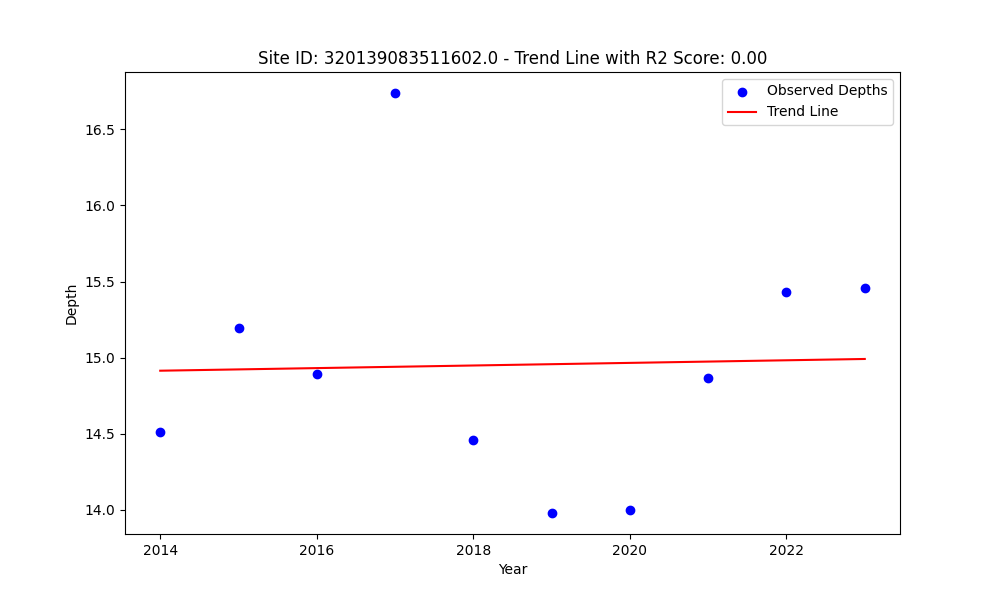 Site ID: 320139083511602.0 - Trend Line with R2 Score: 0.00
Observed Depths
Trend Line
16.5
16.0
15.5
15.0
14.5
14.0
Depth
2014 2016 2018 2020 2022
Year